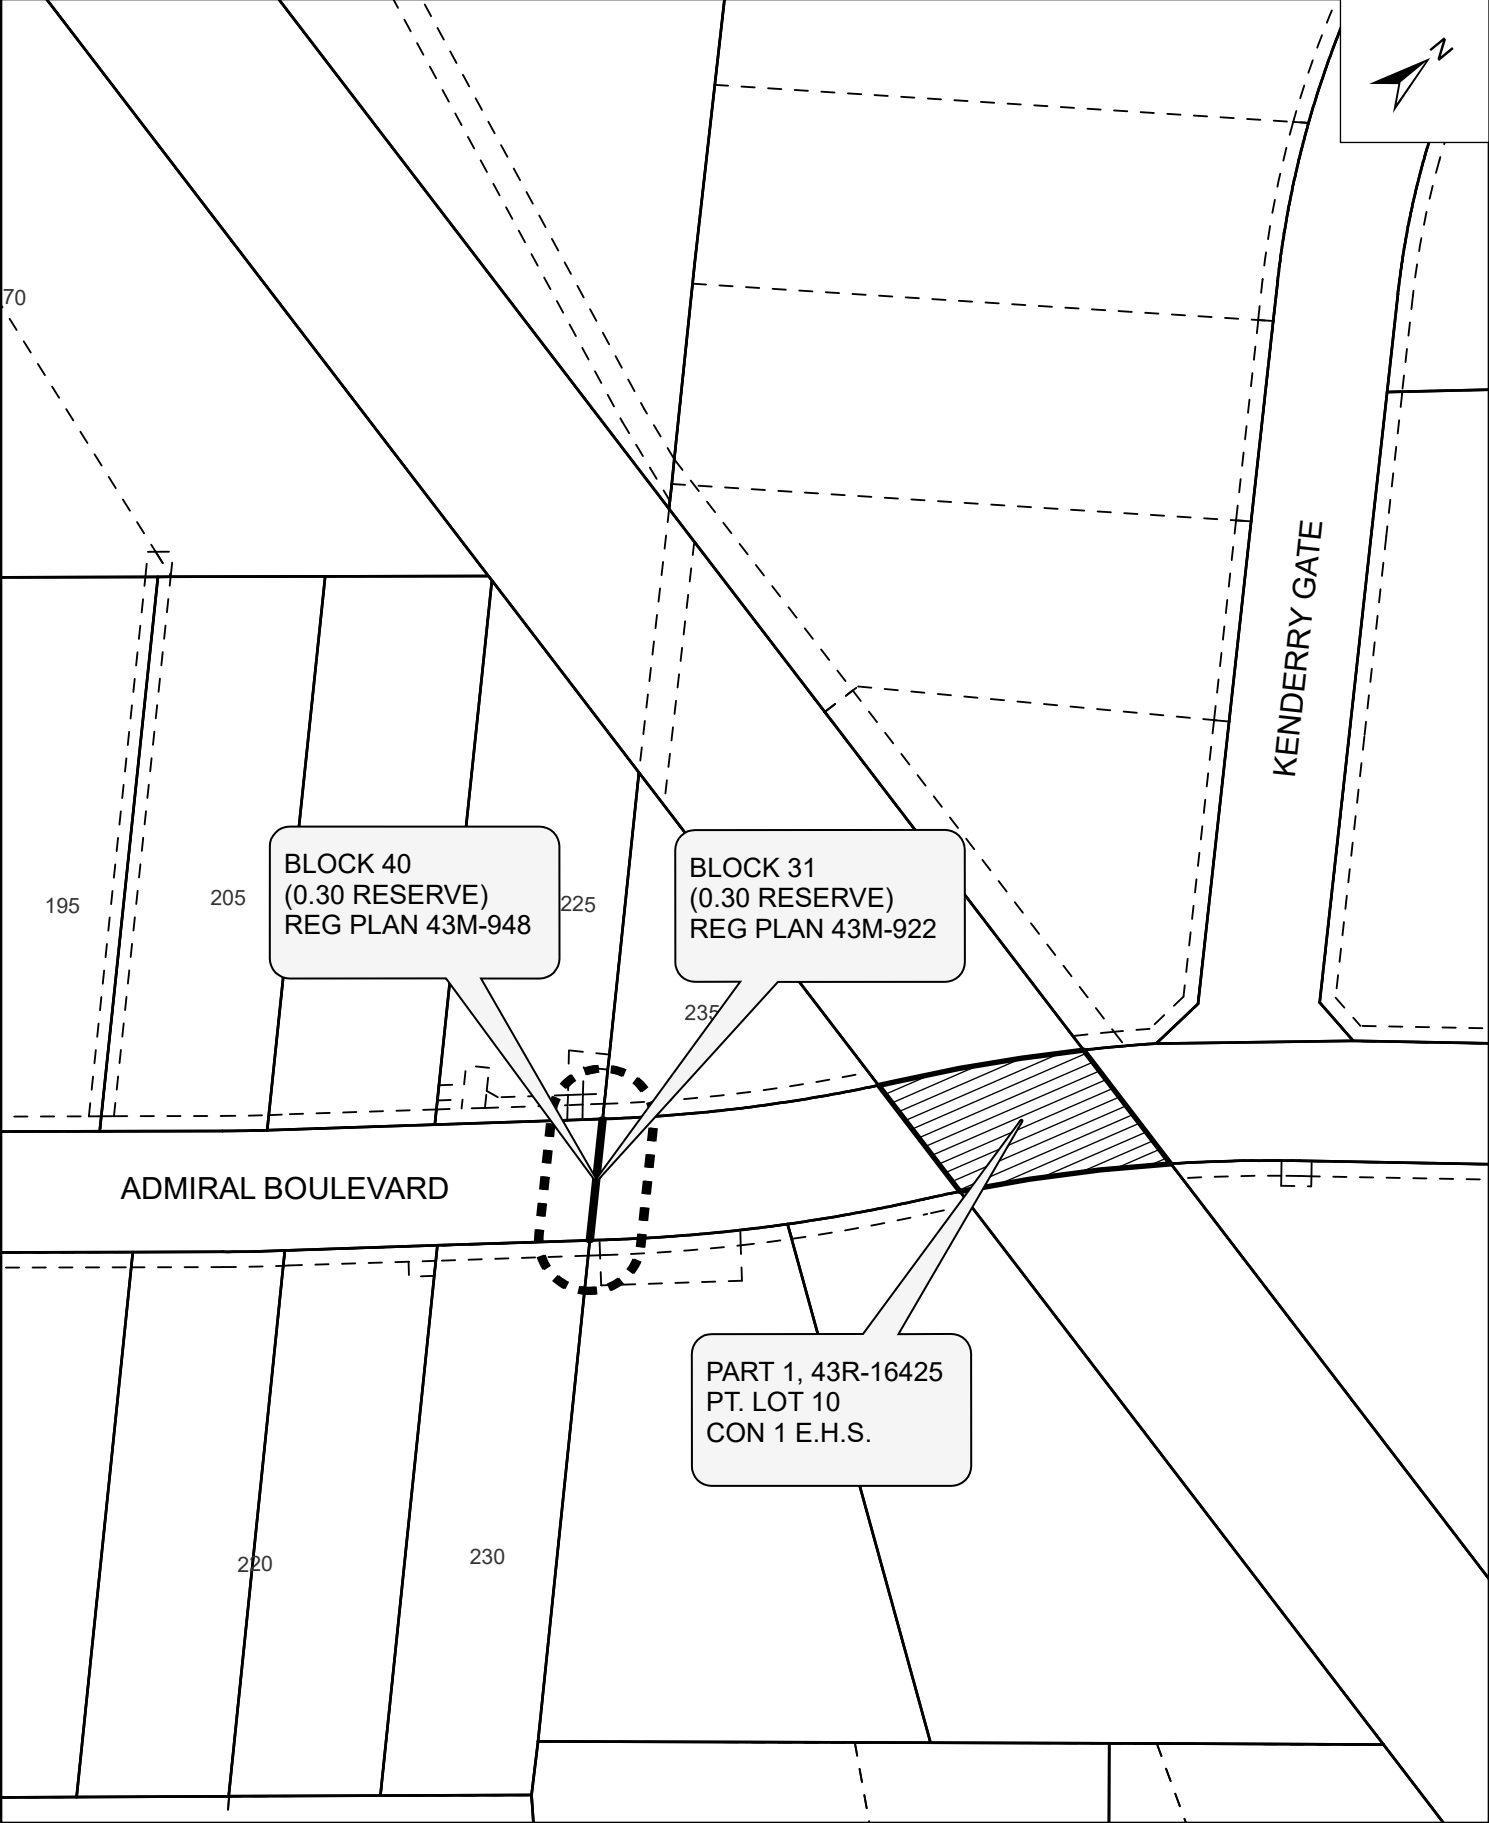 N
70
KENDERRY GATE
195
205
BLOCK 40
(0.30 RESERVE)
REG PLAN 43M-948
225
BLOCK 31
(0.30 RESERVE)
REG PLAN 43M-922
235
ADMIRAL BOULEVARD
PART 1, 43R-16425
PT. LOT 10
CON 1 E.H.S.
220
230